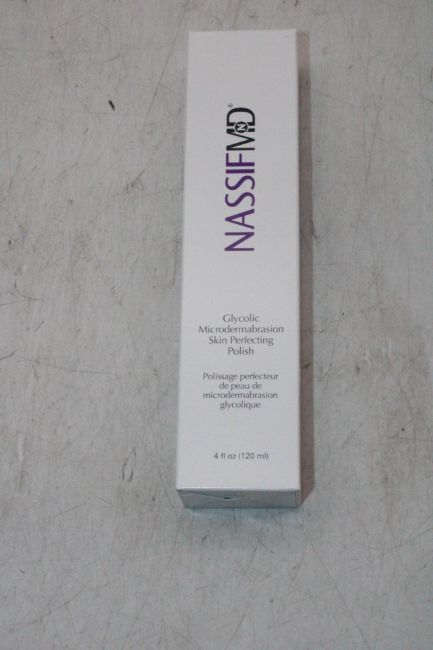 NASSIFMD®
Glycolic
Microdermabrasion
Skin Perfecting
Polish
Polissage perfecteur
de peau de
microdermabrasion
glycolique
4 fl oz (120 ml)